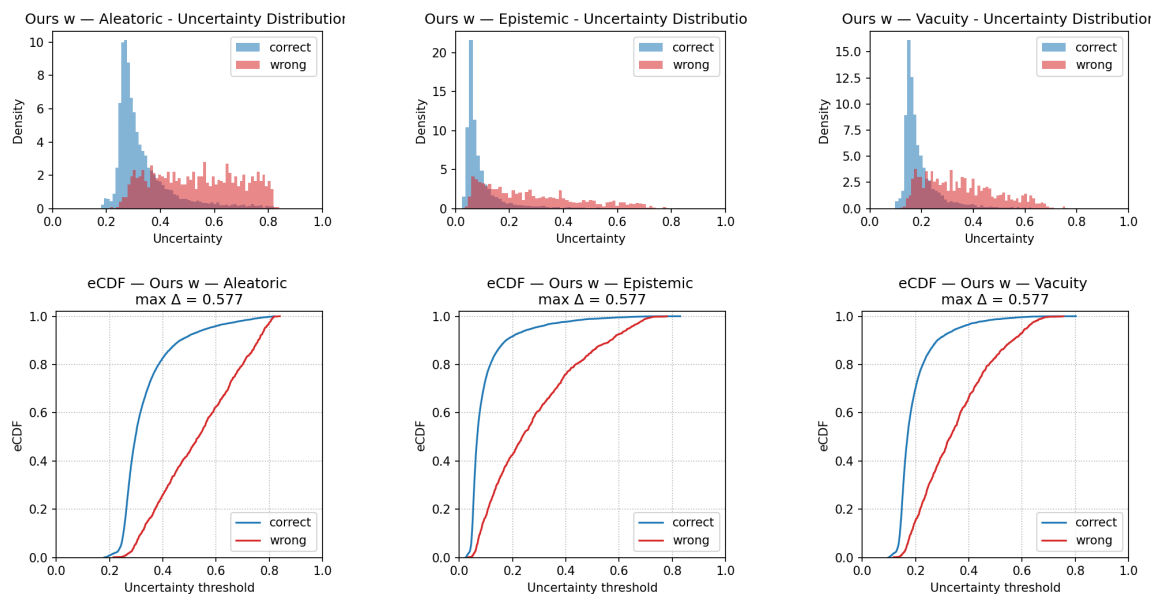 Ours w — Aleatoric - Uncertainty Distribution
Ours w — Epistemic - Uncertainty Distributio
Ours w — Vacuity - Uncertainty Distribution
10
8
6
4
2
0
Density
correct
wrong
0.0 0.2 0.4 0.6 0.8 1.0
Uncertainty
20
15
10
5
0
Density
correct
wrong
0.0 0.2 0.4 0.6 0.8 1.0
Uncertainty
15.0
12.5
10.0
7.5
5.0
2.5
0.0
Density
correct
wrong
0.0 0.2 0.4 0.6 0.8 1.0
Uncertainty
eCDF — Ours w — Aleatoric
max Δ = 0.577
1.0
0.8
0.6
0.4
0.2
0.0
eCDF
correct
wrong
0.0 0.2 0.4 0.6 0.8 1.0
Uncertainty threshold
eCDF — Ours w — Epistemic
max Δ = 0.577
1.0
0.8
0.6
0.4
0.2
0.0
eCDF
correct
wrong
0.0 0.2 0.4 0.6 0.8 1.0
Uncertainty threshold
eCDF — Ours w — Vacuity
max Δ = 0.577
1.0
0.8
0.6
0.4
0.2
0.0
eCDF
correct
wrong
0.0 0.2 0.4 0.6 0.8 1.0
Uncertainty threshold